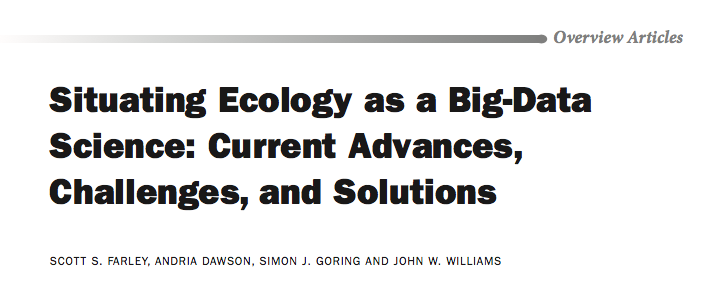 Overview Articles
Situating Ecology as a Big-Data
Science: Current Advances,
Challenges, and Solutions
SCOTT S. FARLEY, ANDRIA DAWSON, SIMON J. GORING AND JOHN W. WILLIAMS